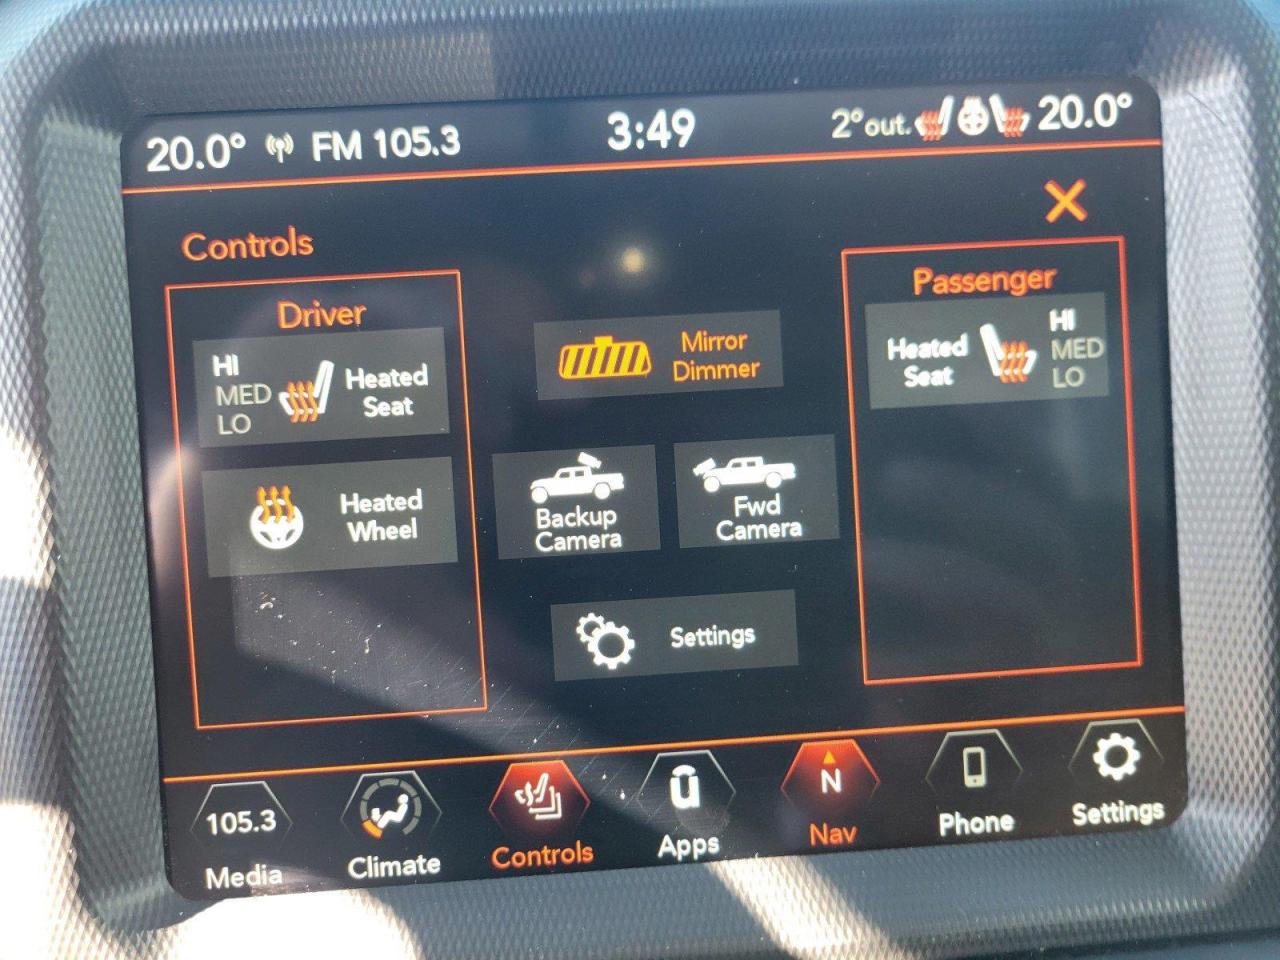 20.0° FM 105.3 3:49 2°out. 20.0°
Controls
Driver
HI
MED
LO
Heated
Seat
Heated
Wheel
Mirror
Dimmer
Backup
Camera
Fwd
Camera
Settings
Passenger
Heated
Seat
HI
MED
LO
105.3
Media
Climate
Controls
Apps
N
Nav
Phone
Settings